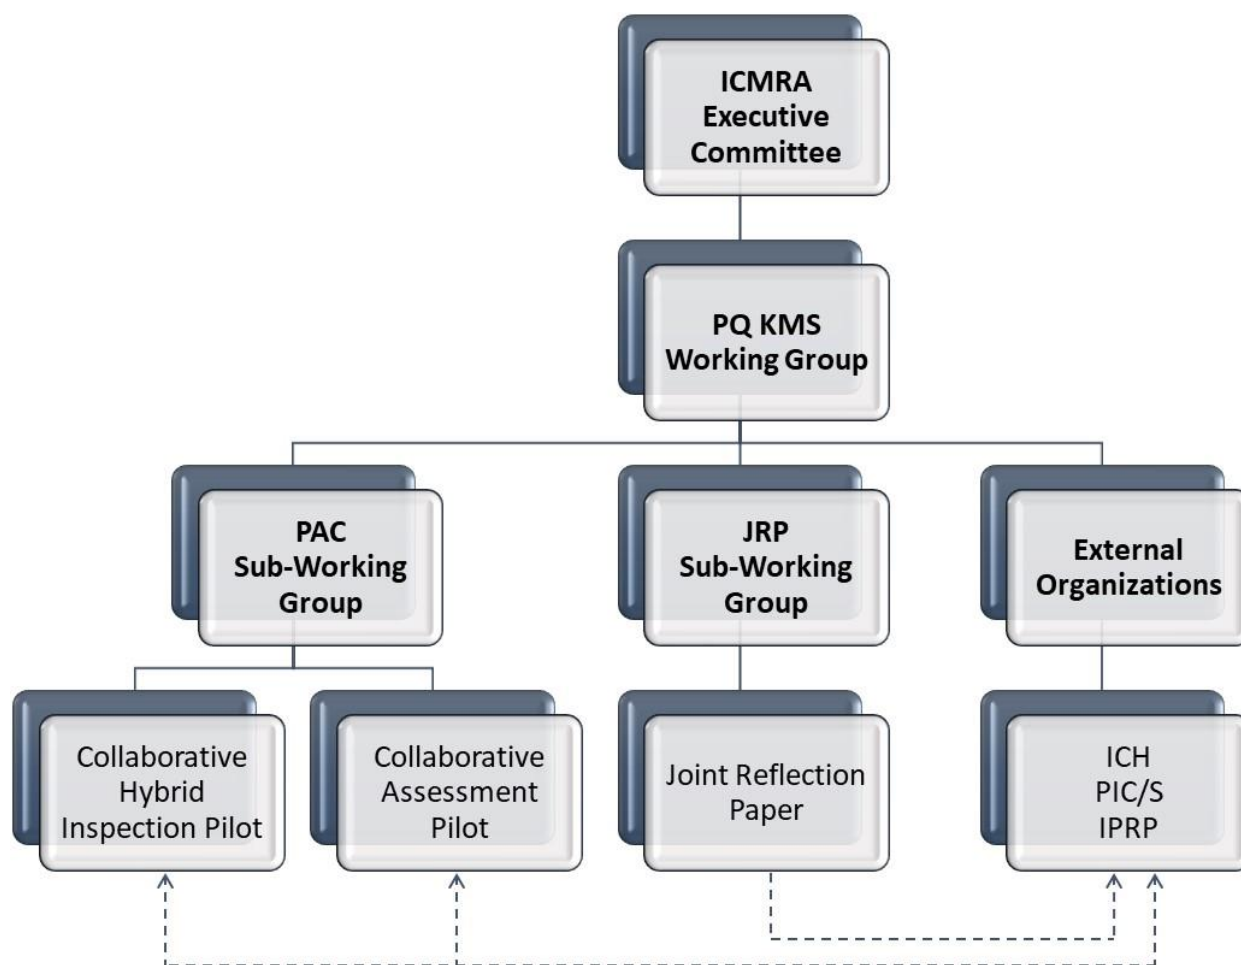 ICMRA
Executive
Committee
PQ KMS
Working Group
PAC
Sub-Working
Group
JRP
Sub-Working
Group
External
Organizations
Collaborative
Hybrid
Inspection Pilot
Collaborative
Assessment
Pilot
Joint Reflection
Paper
ICH
PIC/S
IPRP